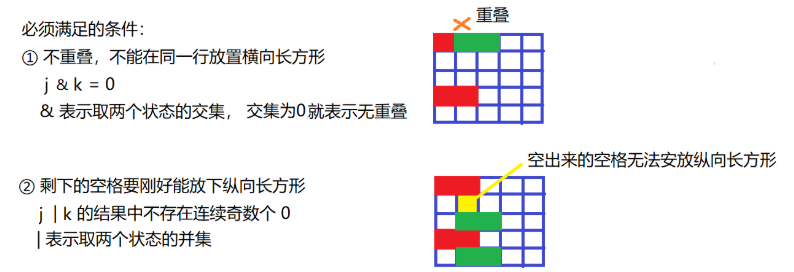 必须满足的条件:
① 不重叠，不能在同一行放置横向长方形
j & k = 0
& 表示取两个状态的交集， 交集为0就表示无重叠
重叠
② 剩下的空格要刚好能放下纵向长方形
j | k 的结果中不存在连续奇数个 0
| 表示取两个状态的并集
空出来的空格无法安放纵向长方形